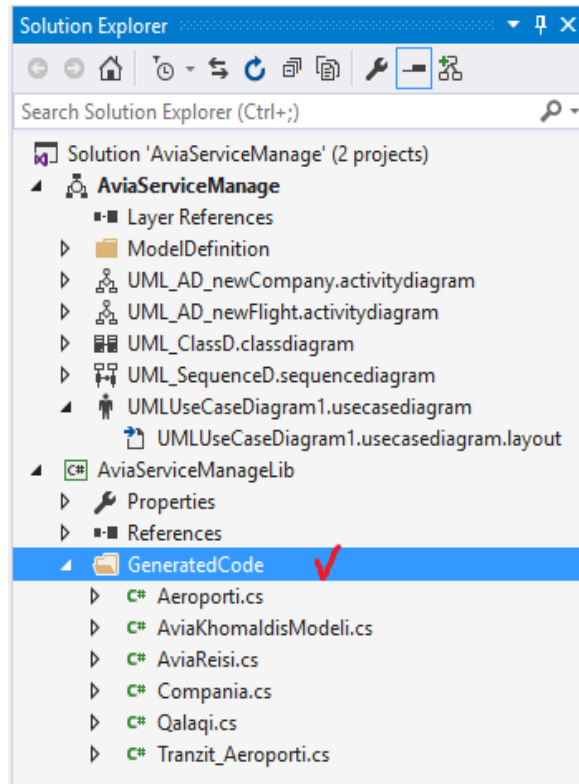 Solution Explorer
Search Solution Explorer (Ctrl+;)
Solution 'AviaServiceManage' (2 projects)
AviaServiceManage
Layer References
ModelDefinition
UML_AD_newCompany.activitydiagram
UML_AD_newFlight.activitydiagram
UML_ClassD.classdiagram
UML_SequenceD.sequencediagram
UMLUseCaseDiagram1.usecasediagram
UMLUseCaseDiagram1.usecasediagram.layout
C# AviaServiceManageLib
Properties
References
GeneratedCode
C# Aeroporti.cs
C# AviaKhomaldisModeli.cs
C# AviaReisi.cs
C# Compania.cs
C# Qalaqi.cs
C# Tranzit_Aeroporti.cs